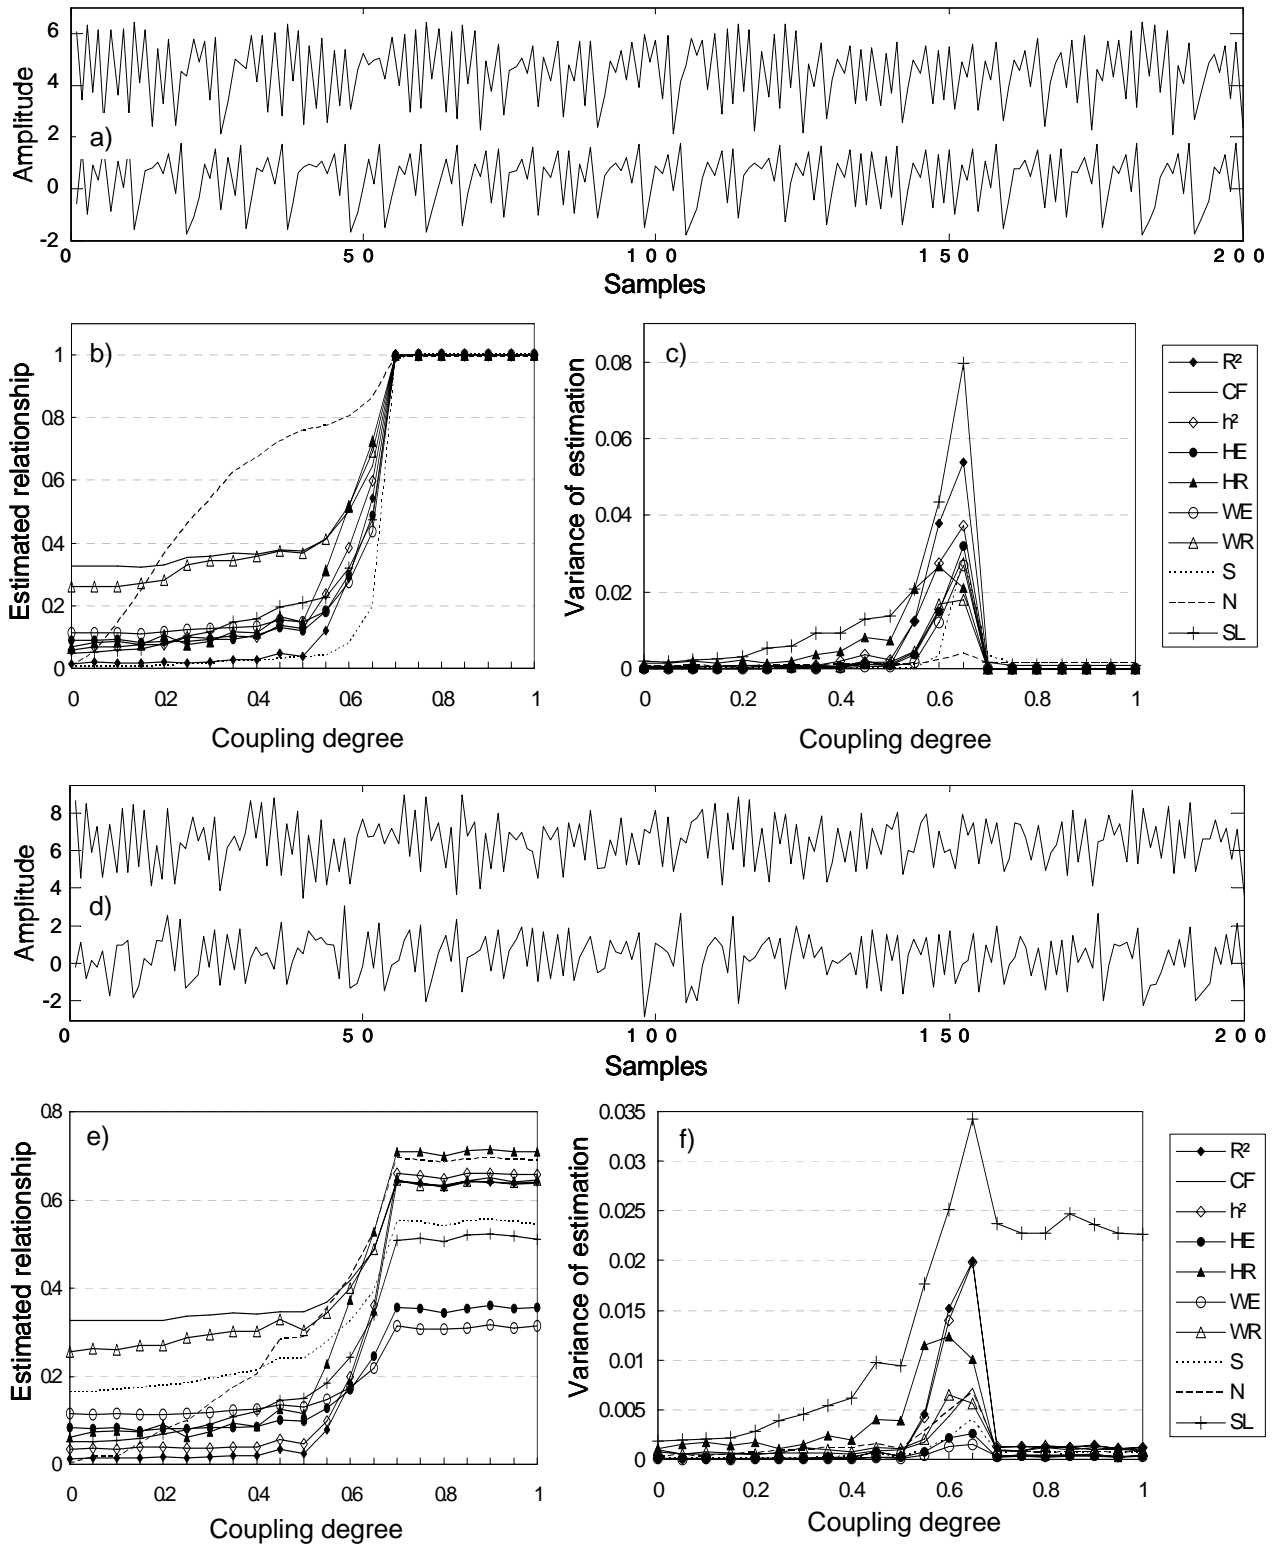 6
4
2
0
-2
Amplitude
a)
0 50 100 150 200
Samples
1
0.8
0.6
0.4
0.2
0
Estimated relationship
b)
0 0.2 0.4 0.6 0.8 1
Coupling degree
0.08
0.06
0.04
0.02
0
Variance of estimation
c)
0 0.2 0.4 0.6 0.8 1
Coupling degree
R²
CF
h²
HE
HR
WE
WR
S
N
SL
8
6
4
2
0
-2
Amplitude
d)
0 50 100 150 200
Samples
0.8
0.6
0.4
0.2
0
Estimated relationship
e)
0 0.2 0.4 0.6 0.8 1
Coupling degree
0.035
0.03
0.025
0.02
0.015
0.01
0.005
0
Variance of estimation
f)
0 0.2 0.4 0.6 0.8 1
Coupling degree
R²
CF
h²
HE
HR
WE
WR
S
N
SL